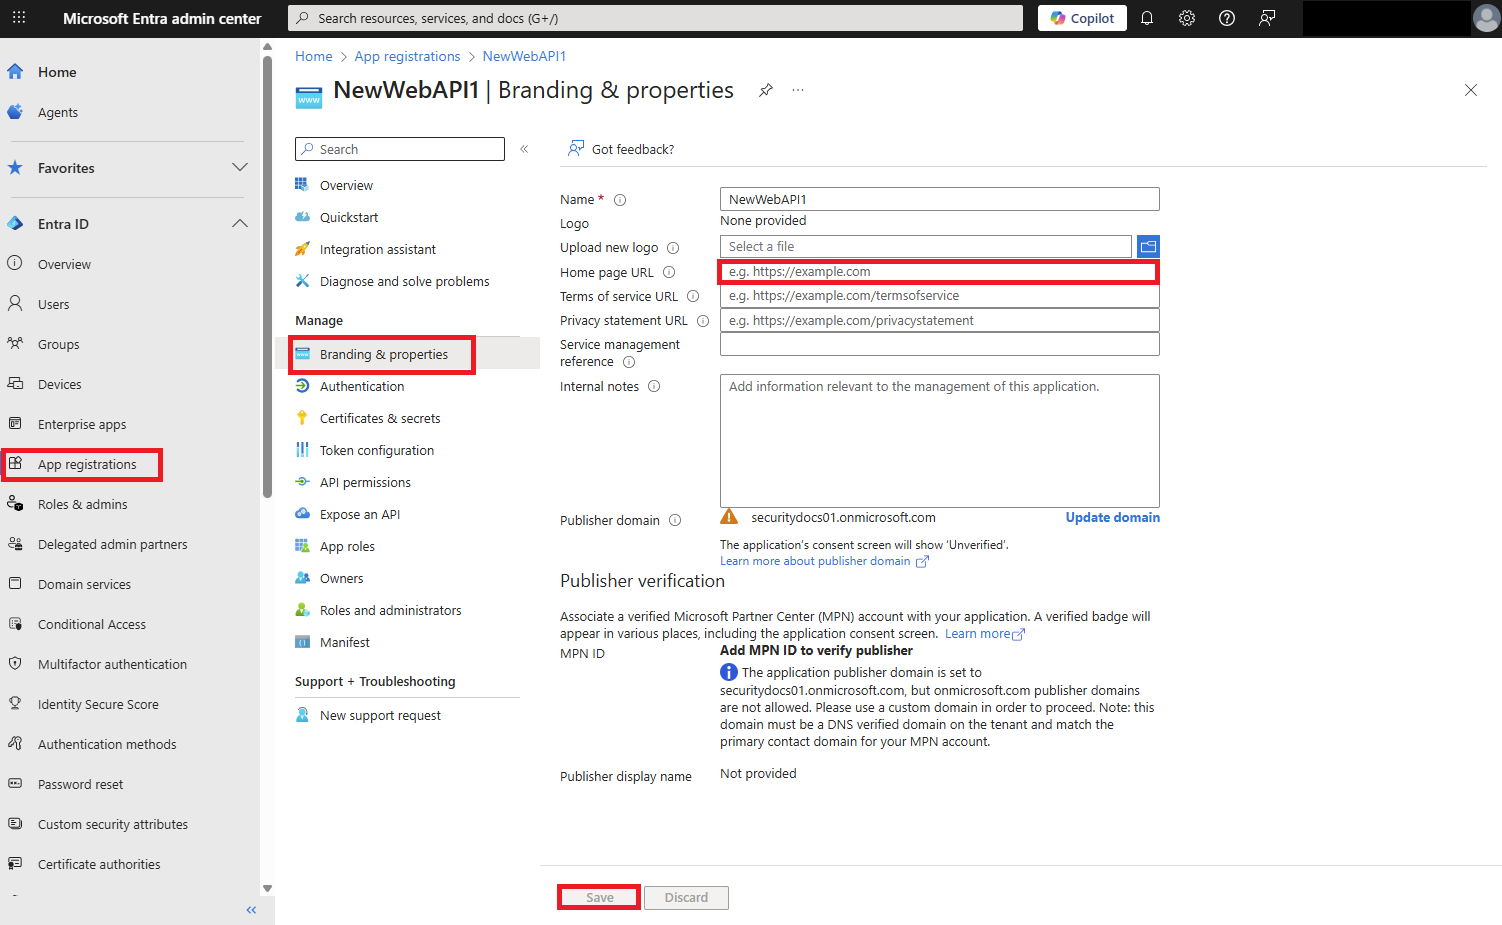 Microsoft Entra admin center
Search resources, services, and docs (G+/)
Copilot
Home
Agents
Favorites
Entra ID
Overview
Users
Groups
Devices
Enterprise apps
App registrations
Roles & admins
Delegated admin partners
Domain services
Conditional Access
Multifactor authentication
Identity Secure Score
Authentication methods
Password reset
Custom security attributes
Certificate authorities
Home > App registrations > NewWebAPI1
NewWebAPI1 | Branding & properties
Search
Overview
Quickstart
Integration assistant
Diagnose and solve problems
Manage
Branding & properties
Authentication
Certificates & secrets
Token configuration
API permissions
Expose an API
App roles
Owners
Roles and administrators
Manifest
Support + Troubleshooting
New support request
Got feedback?
Name *
NewWebAPI1
Logo
None provided
Upload new logo
Select a file
Home page URL
e.g. https://example.com
Terms of service URL
e.g. https://example.com/termsofservice
Privacy statement URL
e.g. https://example.com/privacystatement
Service management
reference
Internal notes
Add information relevant to the management of this application.
Publisher domain
securitydocs01.onmicrosoft.com
Update domain
The application's consent screen will show 'Unverified'.
Learn more about publisher domain
Publisher verification
Associate a verified Microsoft Partner Center (MPN) account with your application. A verified badge will
appear in various places, including the application consent screen. Learn more
MPN ID
Add MPN ID to verify publisher
The application publisher domain is set to
securitydocs01.onmicrosoft.com, but onmicrosoft.com publisher domains
are not allowed. Please use a custom domain in order to proceed. Note: this
domain must be a DNS verified domain on the tenant and match the
primary contact domain for your MPN account.
Publisher display name
Not provided
Save
Discard